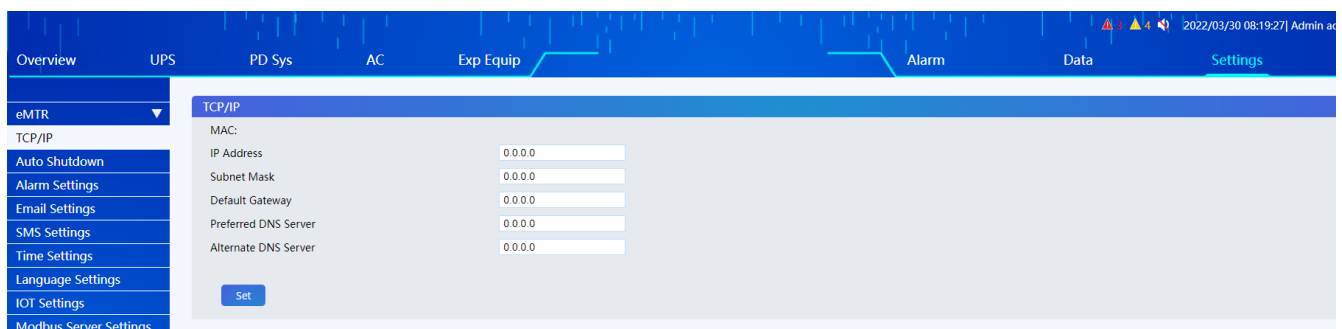 3 4 2022/03/30 08:19:27| Admin
Overview UPS PD Sys AC Exp Equip Alarm Data Settings
eMTR
TCP/IP
Auto Shutdown
Alarm Settings
Email Settings
SMS Settings
Time Settings
Language Settings
IOT Settings
Modbus Server Settings
TCP/IP
MAC:
IP Address 0.0.0.0
Subnet Mask 0.0.0.0
Default Gateway 0.0.0.0
Preferred DNS Server 0.0.0.0
Alternate DNS Server 0.0.0.0
Set